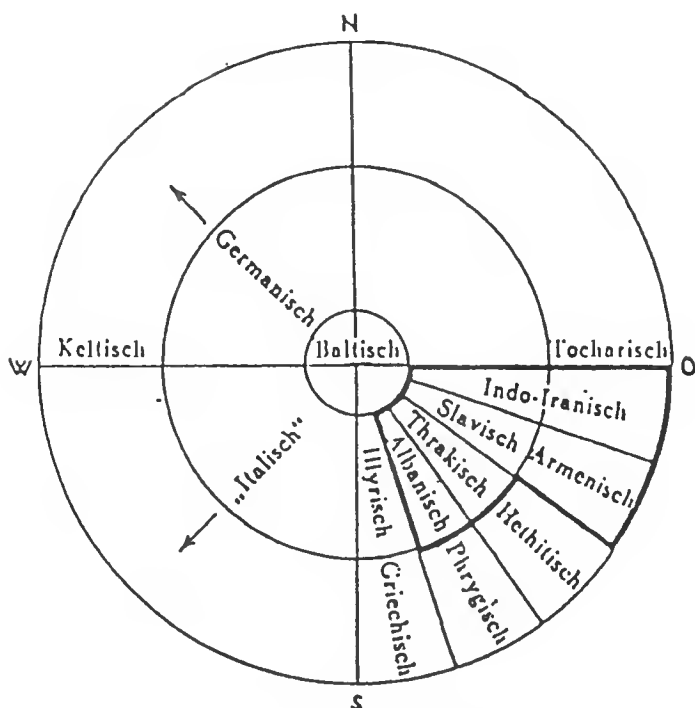 N
Germanisch
W
Keltisch
Baltisch
Tocharisch
O
Indo-Iranisch
Slavisch
Armenisch
Thrakisch
Albanisch
Illyrisch
„Italisch“
Hethitisch
Phrygisch
Griechisch
S